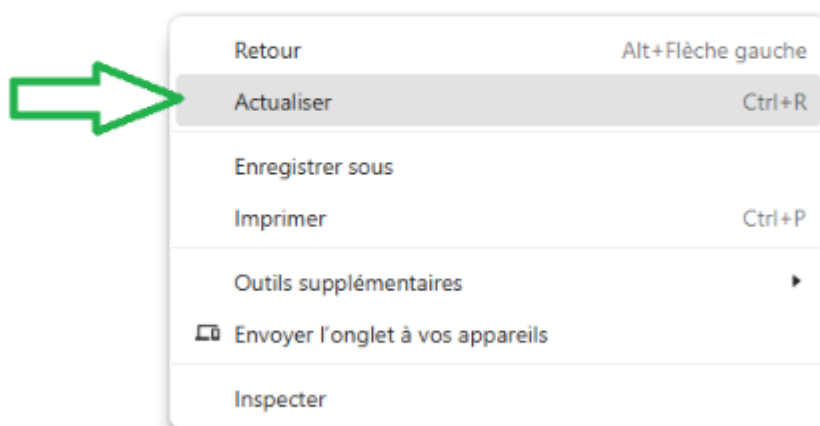 Retour Alt+Flèche gauche
Actualiser Ctrl+R
Enregistrer sous
Imprimer Ctrl+P
Outils supplémentaires
Envoyer l'onglet à vos appareils
Inspecter